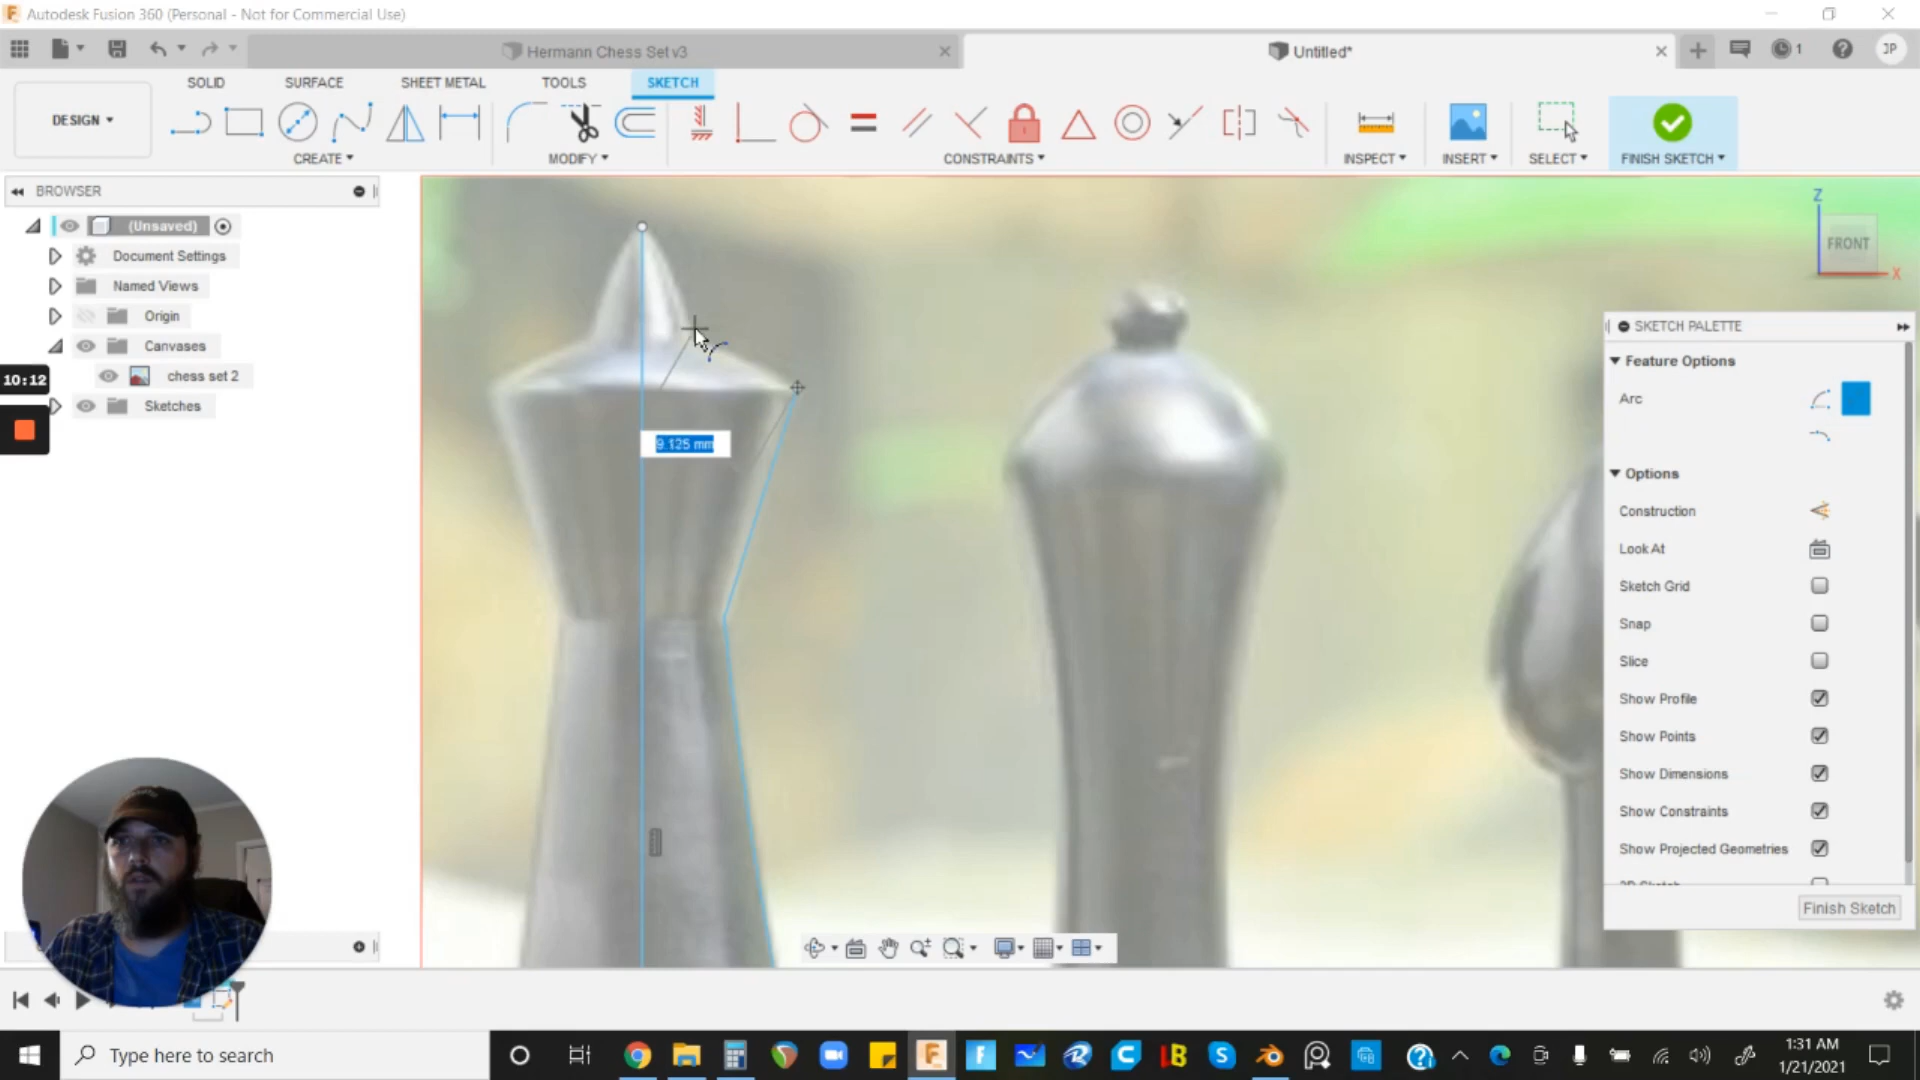 Autodesk Fusion 360 (Personal - Not for Commercial Use)
Hermann Chess Set v3
Untitled*
1
JP
DESIGN
SOLID
SURFACE
SHEET METAL
TOOLS
SKETCH
CREATE
MODIFY
CONSTRAINTS
INSPECT
INSERT
SELECT
FINISH SKETCH
BROWSER
(Unsaved)
Document Settings
Named Views
Origin
Canvases
chess set 2
Sketches
10:12
9.125 mm
Z
FRONT
X
SKETCH PALETTE
Feature Options
Arc
Options
Construction
Look At
Sketch Grid
Snap
Slice
Show Profile
Show Points
Show Dimensions
Show Constraints
Show Projected Geometries
3D Sketch
Finish Sketch
Type here to search
1:31 AM
1/21/2021